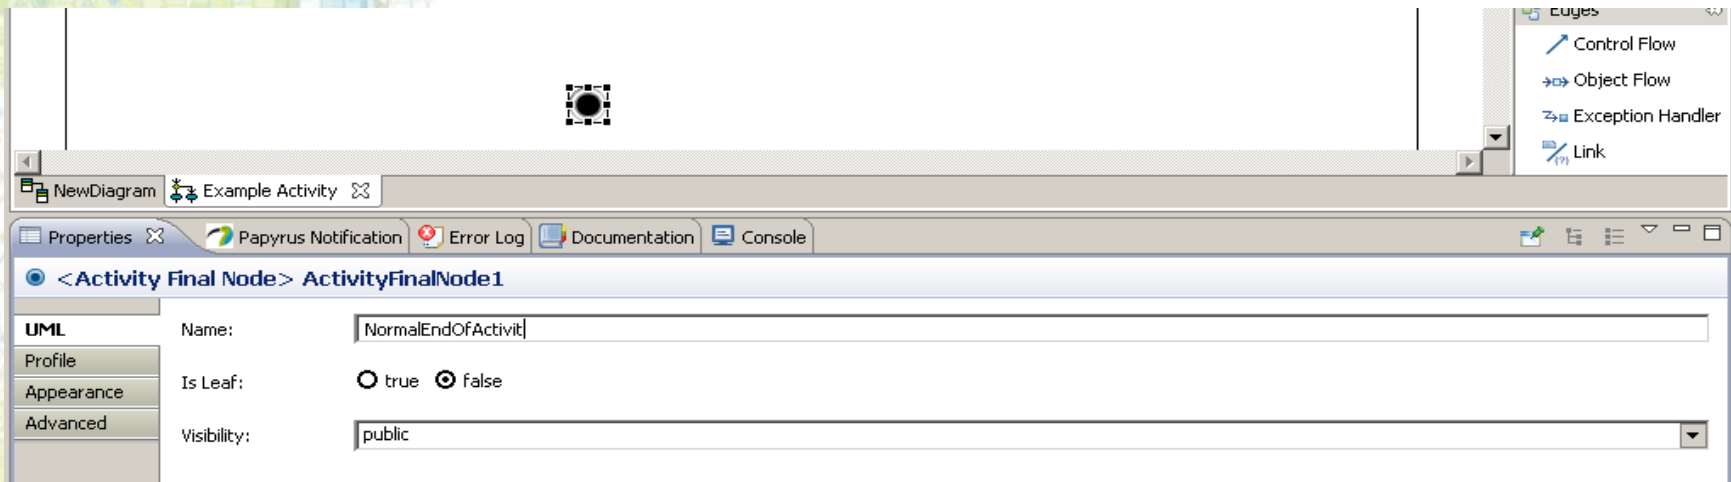 Edges
Control Flow
Object Flow
Exception Handler
Link
NewDiagram Example Activity
Properties Papyrus Notification Error Log Documentation Console
<Activity Final Node> ActivityFinalNode1
UML
Name: NormalEndOfActivit
Profile
Is Leaf: true false
Appearance
Advanced
Visibility: public